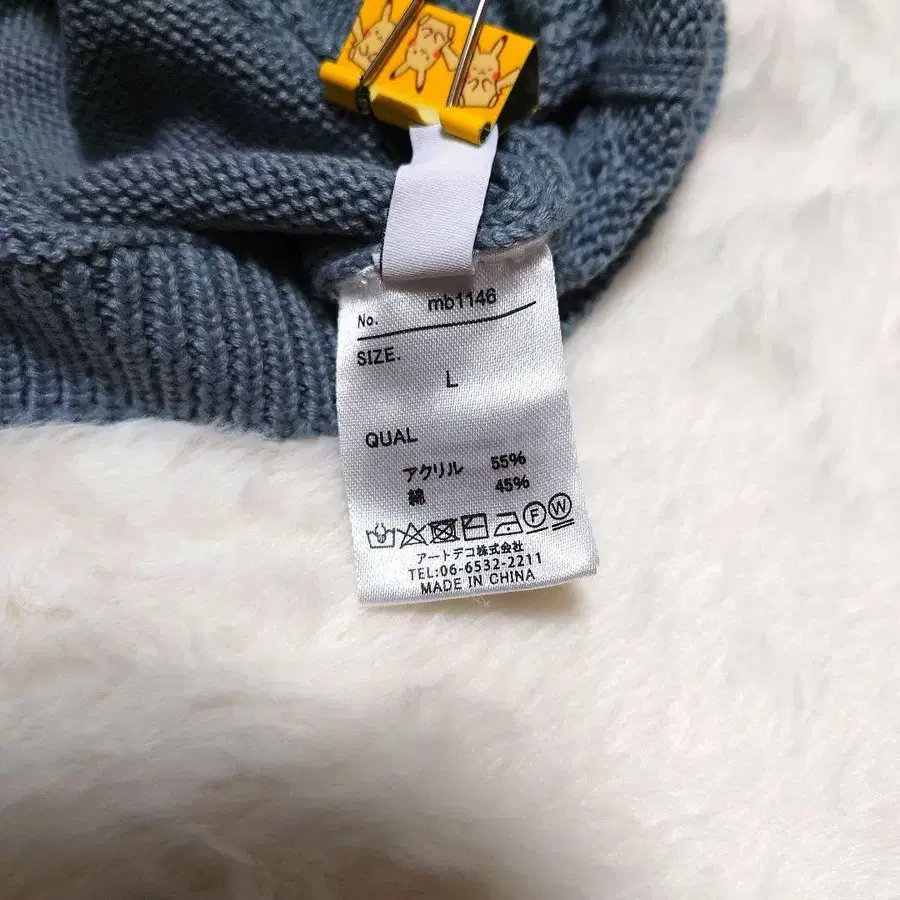 No. mb1146
SIZE.
L
QUAL
アクリル 55%
綿 45%
F W
アートデコ株式会社
TEL:06-6532-2211
MADE IN CHINA